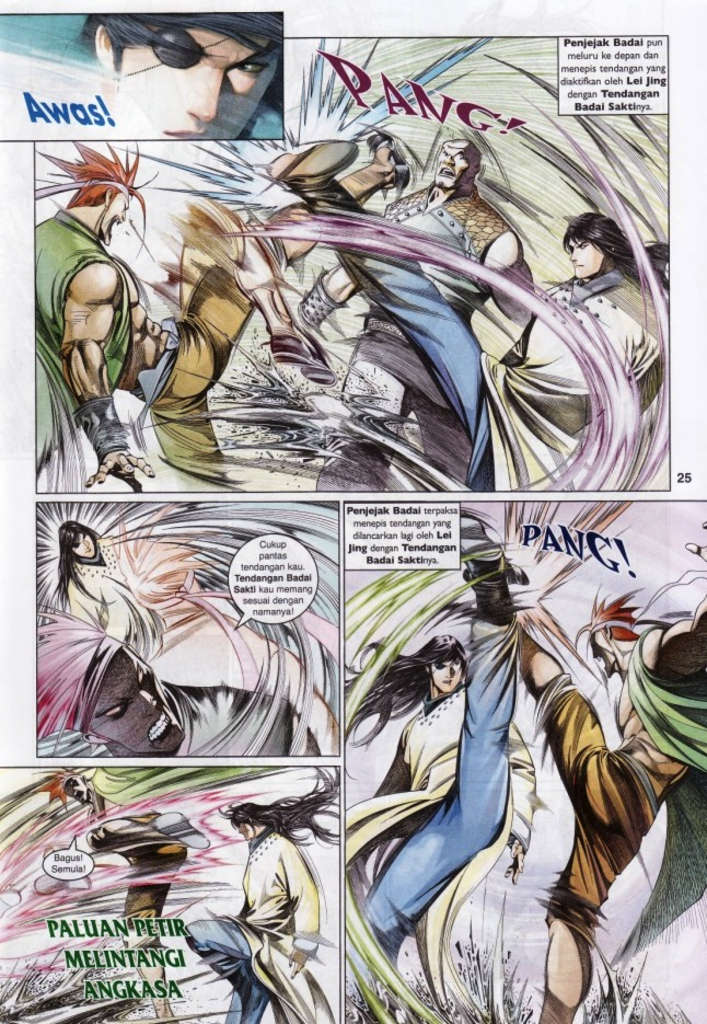 Awas!
PANG!
Penjejak Badai pun
meluru ke depan dan
menepis tendangan yang
diaktifkan oleh Lei Jing
dengan Tendangan
Badai Saktinya.
25
Cukup
pantas
tendangan kau.
Tendangan Badai
Sakti kau memang
sesuai dengan
namanya!
Penjejak Badai terpaksa
menepis tendangan yang
dilancarkan lagi oleh Lei
Jing dengan Tendangan
Badai Saktinya.
PANG!
Bagus!
Semula!
PALUAN PETIR
MELINTANGI
ANGKASA